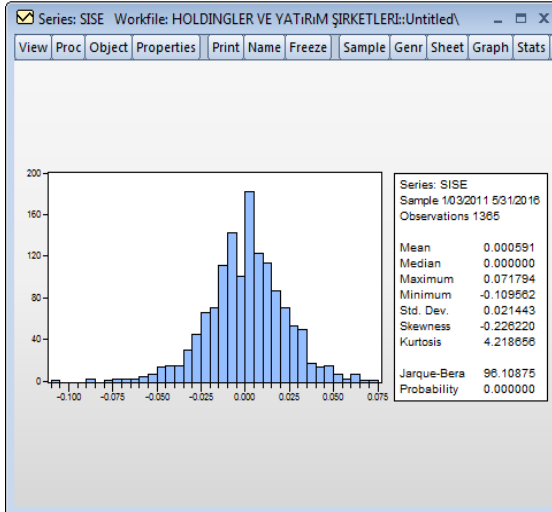 Series: SISE Workfile: HOLDINGLER VE YATıRıM ŞIRKETLERI::Untitled\
View Proc Object Properties Print Name Freeze Sample Genr Sheet Graph Stats
200
160
120
80
40
0
-0.100 -0.075 -0.050 -0.025 0.000 0.025 0.050 0.075
Series: SISE
Sample 1/03/2011 5/31/2016
Observations 1365
Mean 0.000591
Median 0.000000
Maximum 0.071794
Minimum -0.109562
Std. Dev. 0.021443
Skewness -0.226220
Kurtosis 4.218656
Jarque-Bera 96.10875
Probability 0.000000